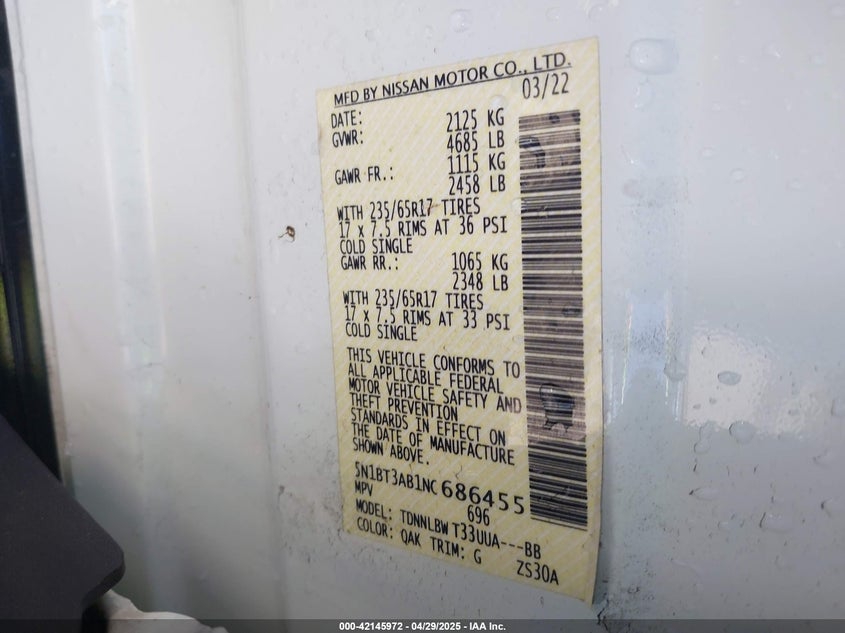 MFD BY NISSAN MOTOR CO., LTD.
DATE: 03/22
GVWR: 2125 KG
4685 LB
GAWR FR.: 1115 KG
2458 LB
WITH 235/65R17 TIRES
17 x 7.5 RIMS AT 36 PSI
COLD SINGLE
GAWR RR.: 1065 KG
2348 LB
WITH 235/65R17 TIRES
17 x 7.5 RIMS AT 33 PSI
COLD SINGLE
THIS VEHICLE CONFORMS TO
ALL APPLICABLE FEDERAL
MOTOR VEHICLE SAFETY AND
THEFT PREVENTION
STANDARDS IN EFFECT ON
THE DATE OF MANUFACTURE
SHOWN ABOVE.
5N1BT3AB1NC686455
MPV 696
MODEL: TDNNLBW T33UUA---BB
COLOR: QAK TRIM: G ZS30A
000-42145972 - 04/29/2025 - IAA Inc.